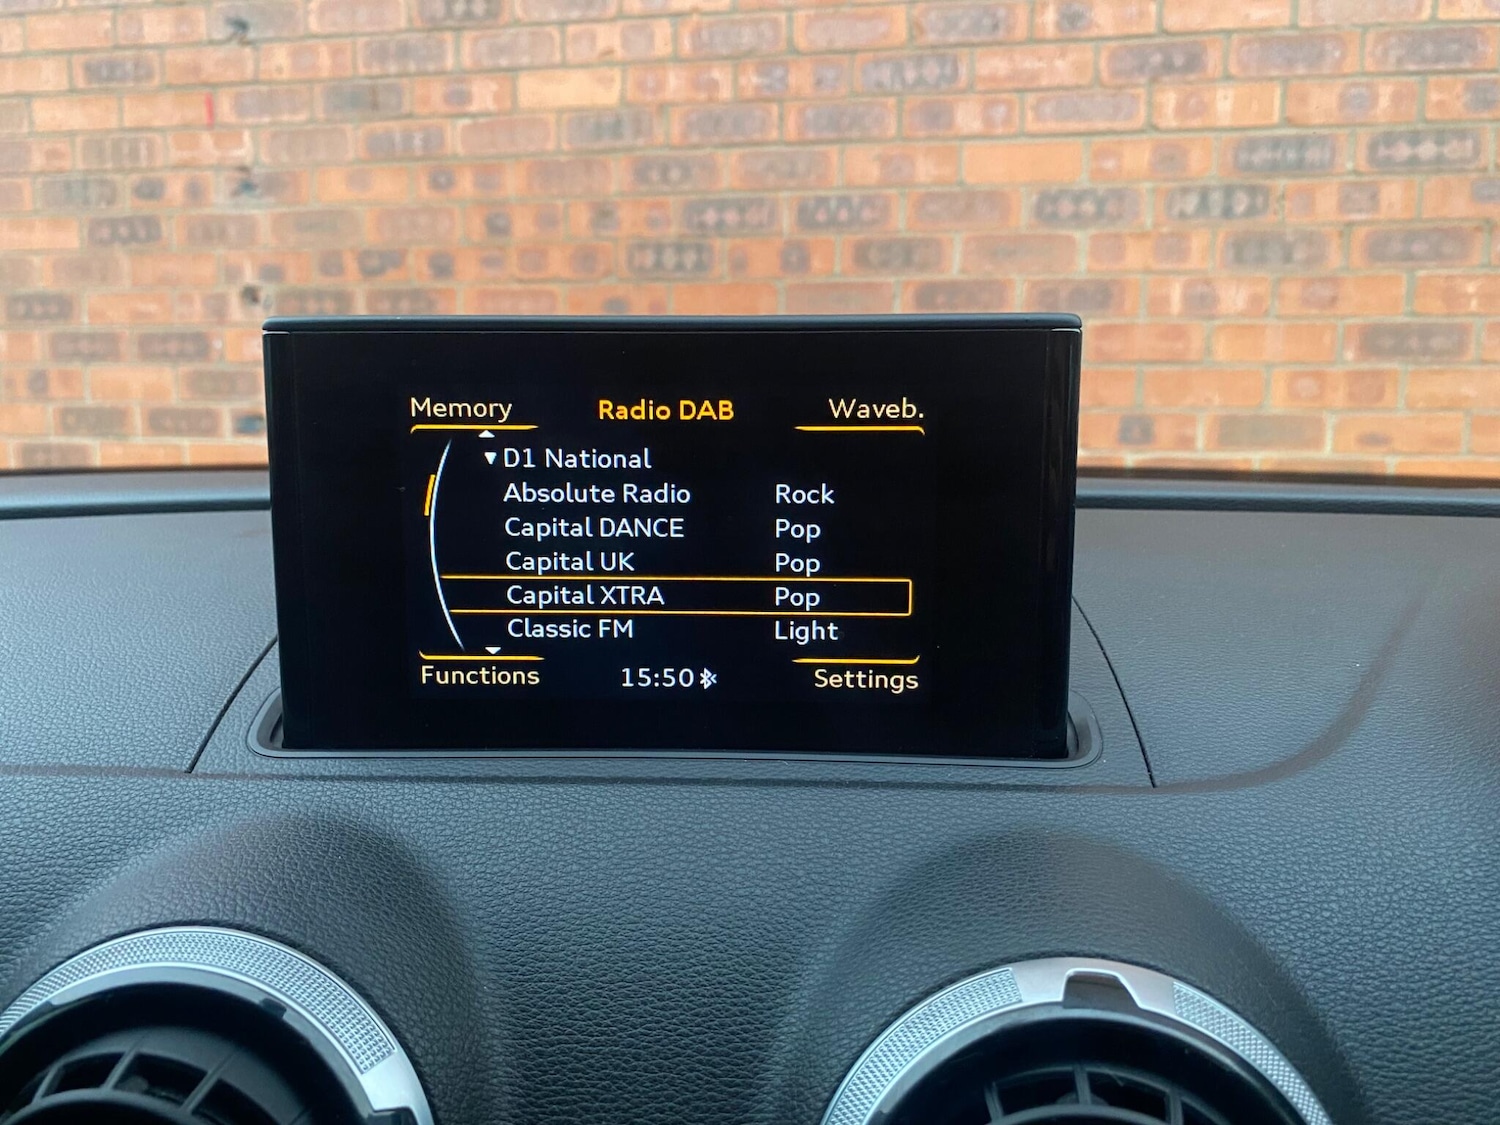 Memory Radio DAB Waveb.
D1 National
Absolute Radio Rock
Capital DANCE Pop
Capital UK Pop
Capital XTRA Pop
Classic FM Light
Functions 15:50 Settings